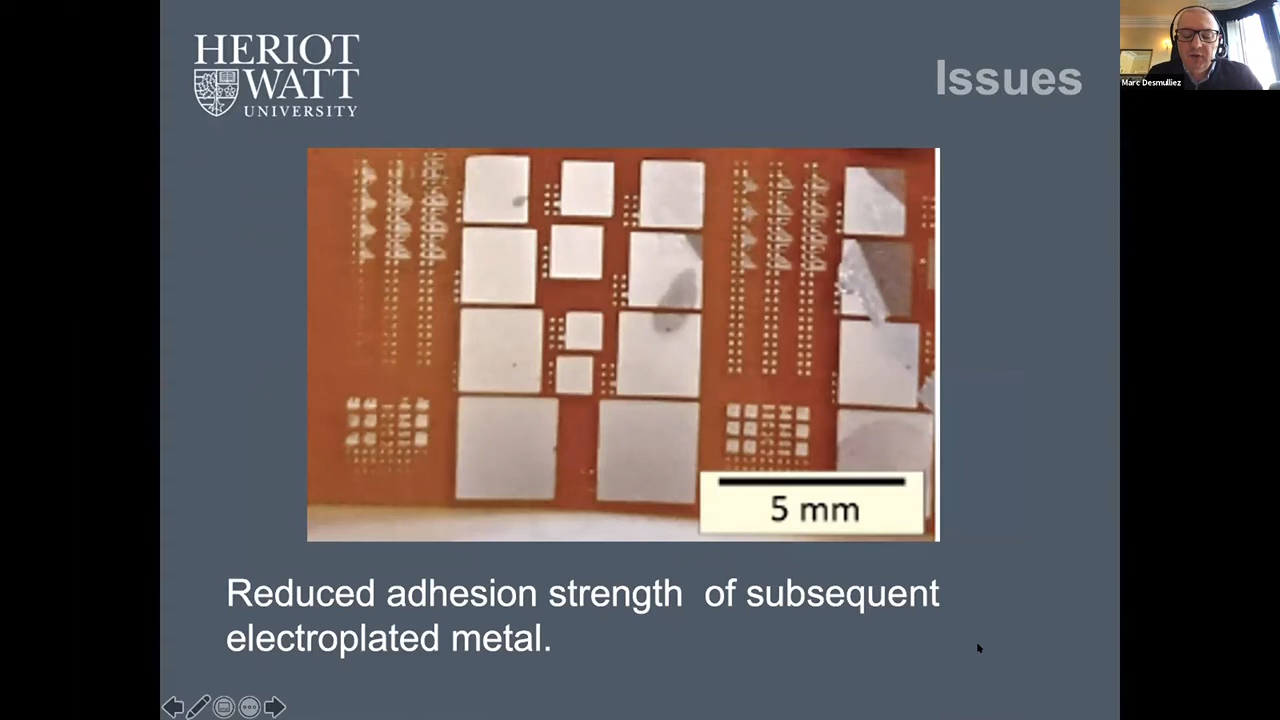 HERIOT
WATT
UNIVERSITY
Issues
Marc Desmulliez
5 mm
Reduced adhesion strength of subsequent
electroplated metal.